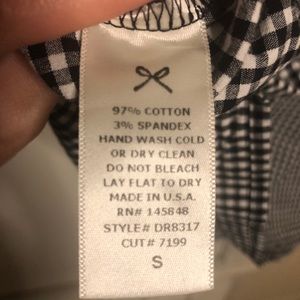 97% COTTON
3% SPANDEX
HAND WASH COLD
OR DRY CLEAN
DO NOT BLEACH
LAY FLAT TO DRY
MADE IN U.S.A.
RN# 145848
STYLE# DR8317
CUT# 7199
S